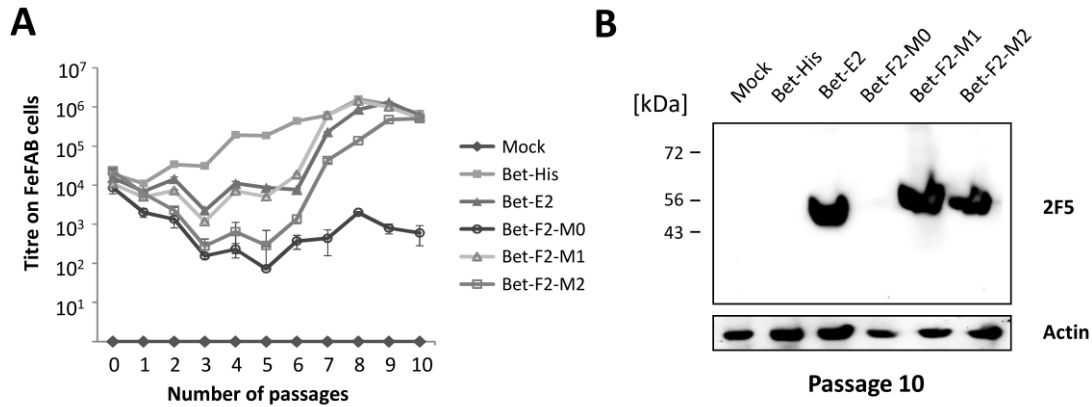 A
Titre on FeFAB cells
10⁷
10⁶
10⁵
10⁴
10³
10²
10¹
0 1 2 3 4 5 6 7 8 9 10
Number of passages
Mock
Bet-His
Bet-E2
Bet-F2-M0
Bet-F2-M1
Bet-F2-M2
B
Mock
Bet-His
Bet-E2
Bet-F2-M0
Bet-F2-M1
Bet-F2-M2
[kDa]
72
56
43
2F5
Actin
Passage 10